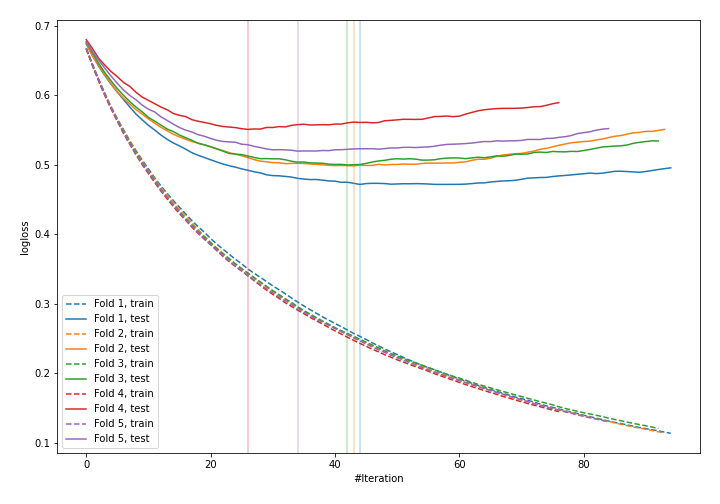 0.7
0.6
0.5
0.4
0.3
0.2
0.1
logloss
Fold 1, train
Fold 1, test
Fold 2, train
Fold 2, test
Fold 3, train
Fold 3, test
Fold 4, train
Fold 4, test
Fold 5, train
Fold 5, test
0 20 40 60 80
#Iteration